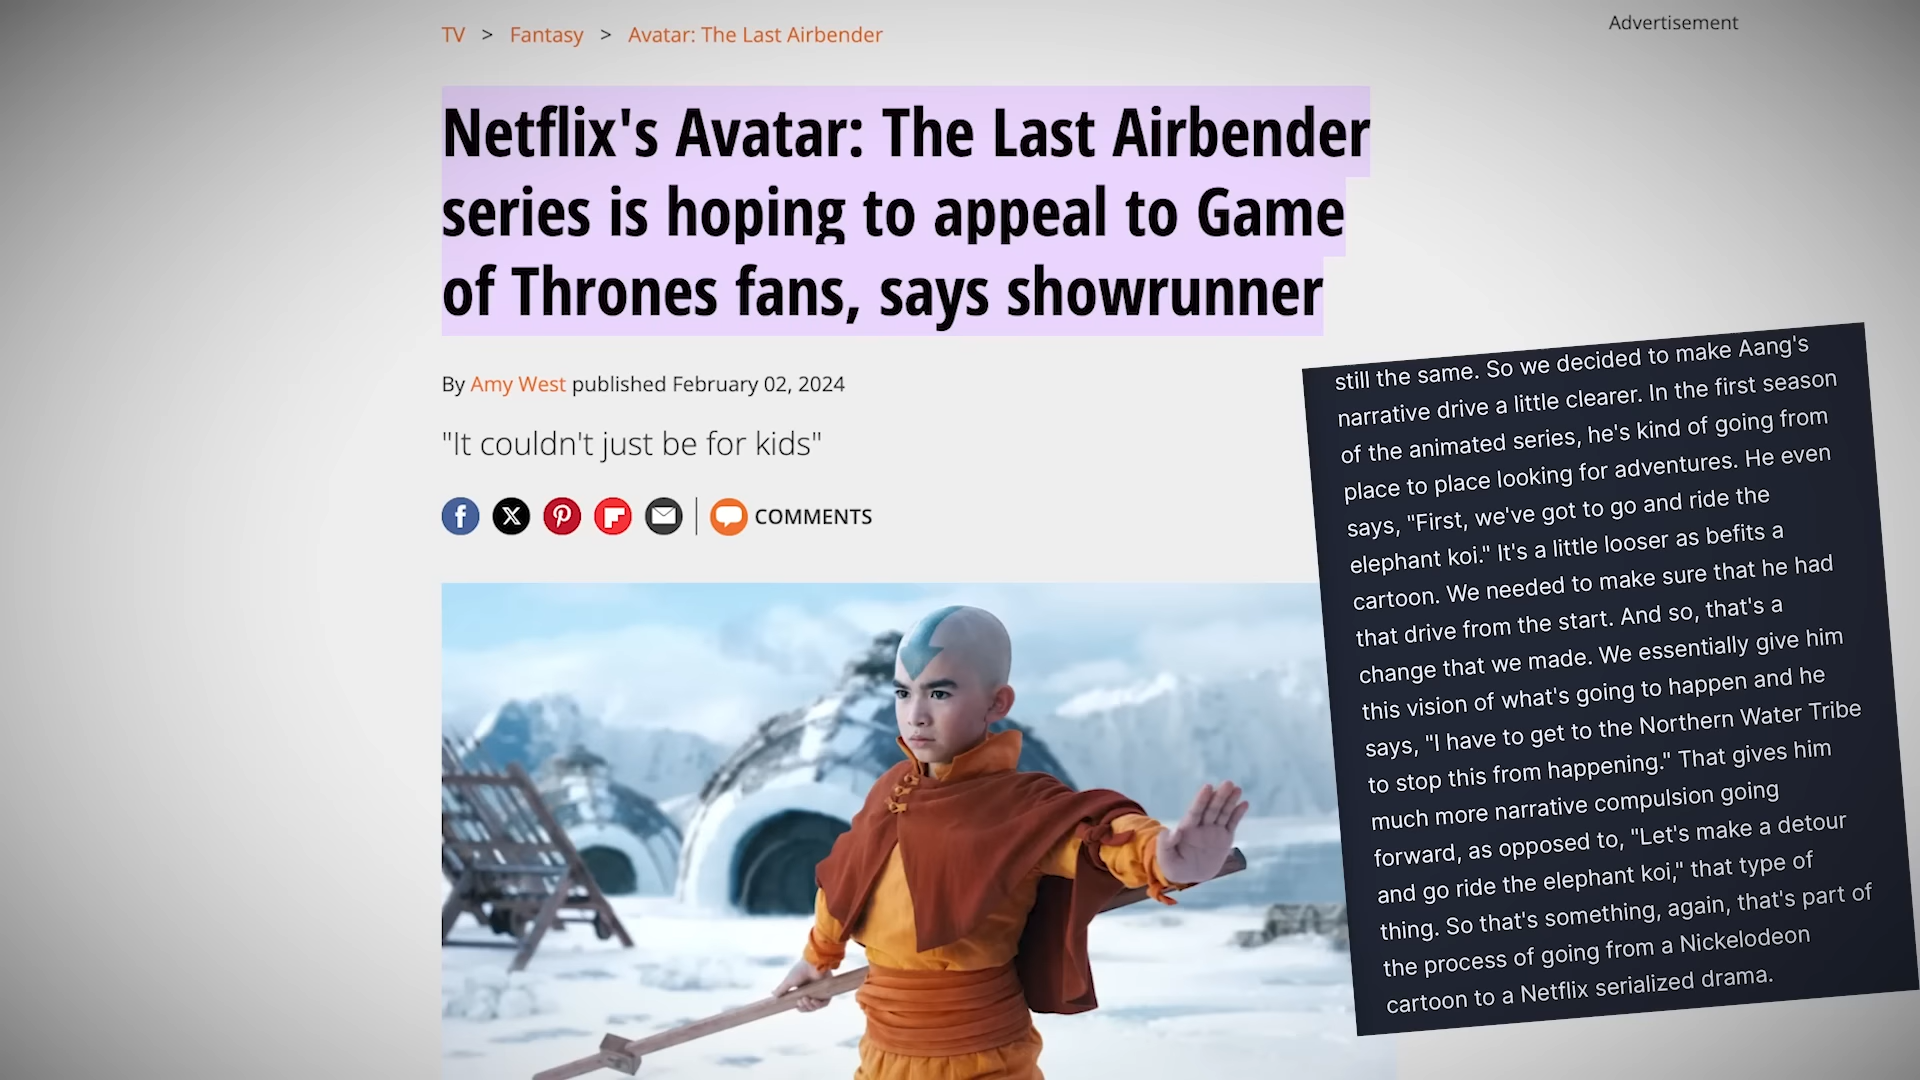 TV > Fantasy > Avatar: The Last Airbender
Advertisement
Netflix's Avatar: The Last Airbender
series is hoping to appeal to Game
of Thrones fans, says showrunner
By Amy West published February 02, 2024
"It couldn't just be for kids"
COMMENTS
still the same. So we decided to make Aang's
narrative drive a little clearer. In the first season
of the animated series, he's kind of going from
place to place looking for adventures. He even
says, "First, we've got to go and ride the
elephant koi." It's a little looser as befits a
cartoon. We needed to make sure that he had
that drive from the start. And so, that's a
change that we made. We essentially give him
this vision of what's going to happen and he
says, "I have to get to the Northern Water Tribe
to stop this from happening." That gives him
much more narrative compulsion going
forward, as opposed to, "Let's make a detour
and go ride the elephant koi," that type of
thing. So that's something, again, that's part of
the process of going from a Nickelodeon
cartoon to a Netflix serialized drama.